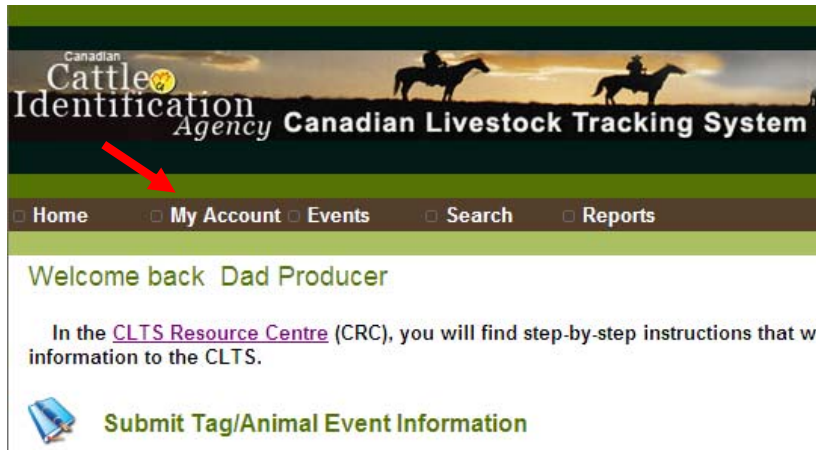 Canadian
Cattle
Identification
Agency Canadian Livestock Tracking System
Home My Account Events Search Reports
Welcome back Dad Producer
In the CLTS Resource Centre (CRC), you will find step-by-step instructions that w
information to the CLTS.
Submit Tag/Animal Event Information